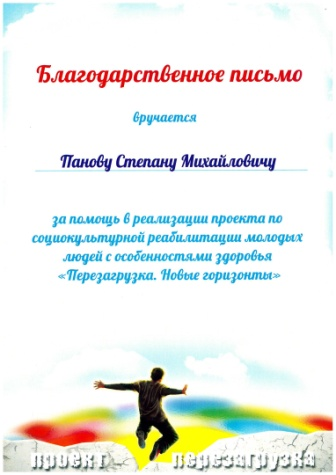 Благодарственное письмо
вручается
Панову Степану Михайловичу
за помощь в реализации проекта по
социокультурной реабилитации молодых
людей с особенностями здоровья
«Перезагрузка. Новые горизонты»
проект перезагрузка